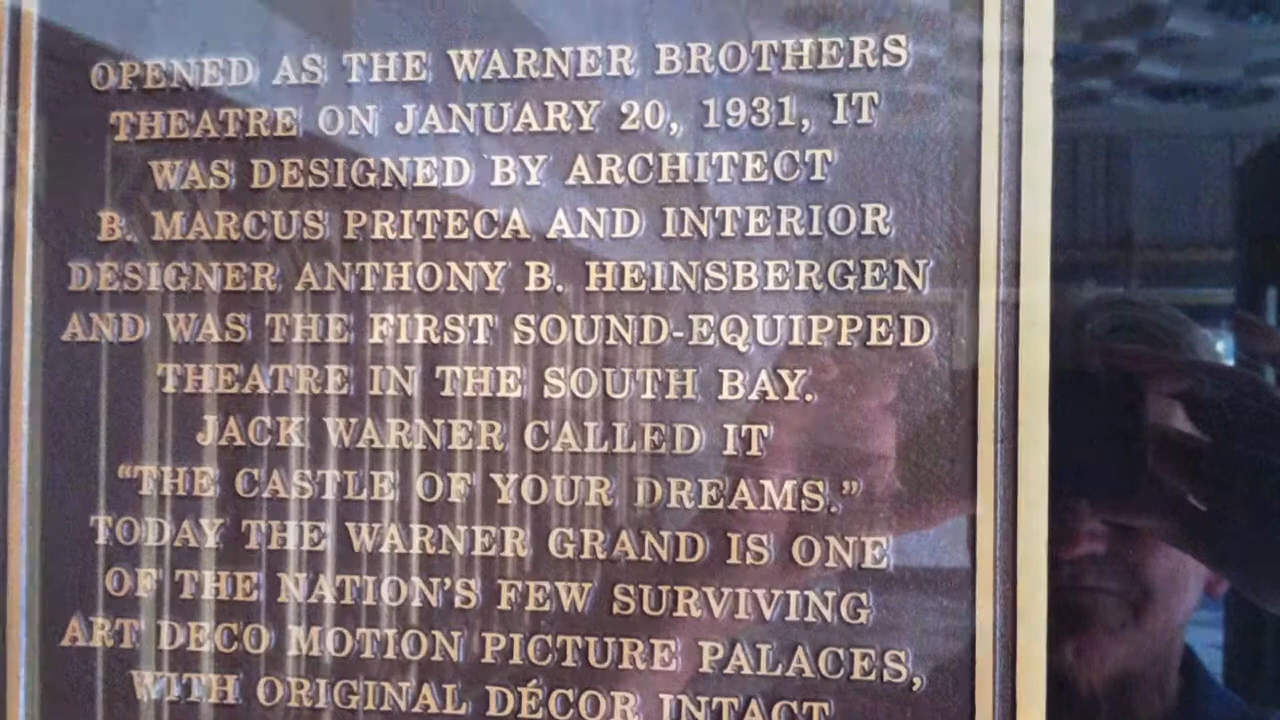 OPENED AS THE WARNER BROTHERS
THEATRE ON JANUARY 20, 1931, IT
WAS DESIGNED BY ARCHITECT
B. MARCUS PRITECA AND INTERIOR
DESIGNER ANTHONY B. HEINSBERGEN
AND WAS THE FIRST SOUND-EQUIPPED
THEATRE IN THE SOUTH BAY.
JACK WARNER CALLED IT
“THE CASTLE OF YOUR DREAMS.”
TODAY THE WARNER GRAND IS ONE
OF THE NATION'S FEW SURVIVING
ART DECO MOTION PICTURE PALACES,
WITH ORIGINAL DÉCOR INTACT